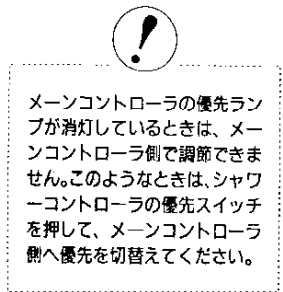 メーンコントローラの優先ラン
プが消灯しているときは、メー
ンコントローラ側で調節できま
せん。このようなときは、シャワ
ーコントローラの優先スイッチ
を押して、メーンコントローラ
側へ優先を切替えてください。